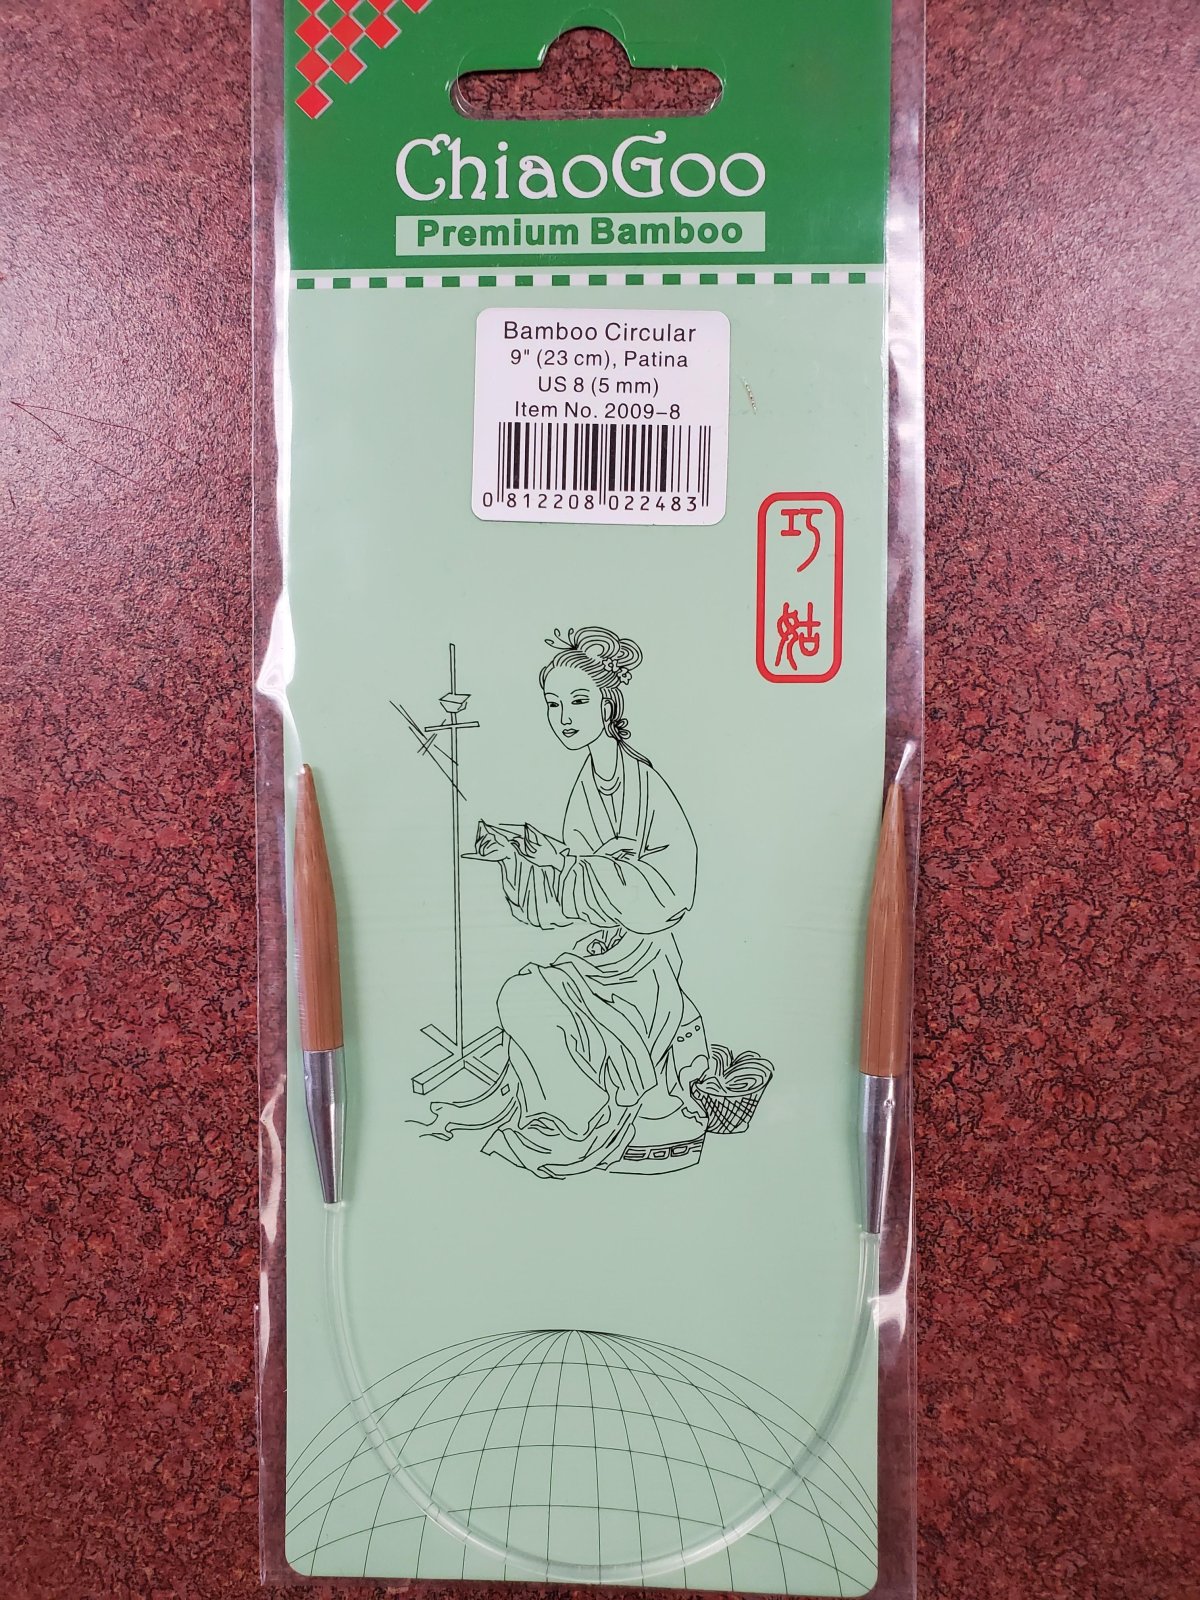 ChiaoGoo
Premium Bamboo
Bamboo Circular
9" (23 cm), Patina
US 8 (5 mm)
Item No. 2009-8
0 812208 022483
巧
姑